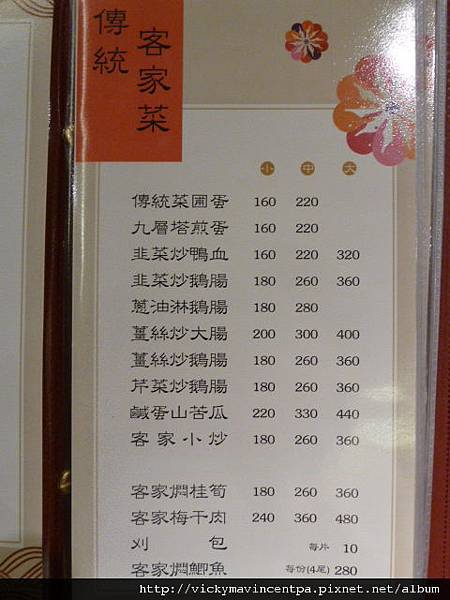 傳統
客家菜
小 中 大
傳統菜圃蛋 160 220
九層塔煎蛋 160 220
韭菜炒鴨血 160 220 320
韭菜炒鵝腸 180 260 360
蔥油淋鵝腸 180 280
薑絲炒大腸 200 300 400
薑絲炒鵝腸 180 260 360
芹菜炒鵝腸 180 260 360
鹹蛋山苦瓜 220 330 440
客家小炒 180 260 360
客家燜桂筍 180 260 360
客家梅干肉 240 360 480
刈包 每片 10
客家燜鯽魚 每份(4尾) 280
http://vickymavincentpa.pixnet.net/album